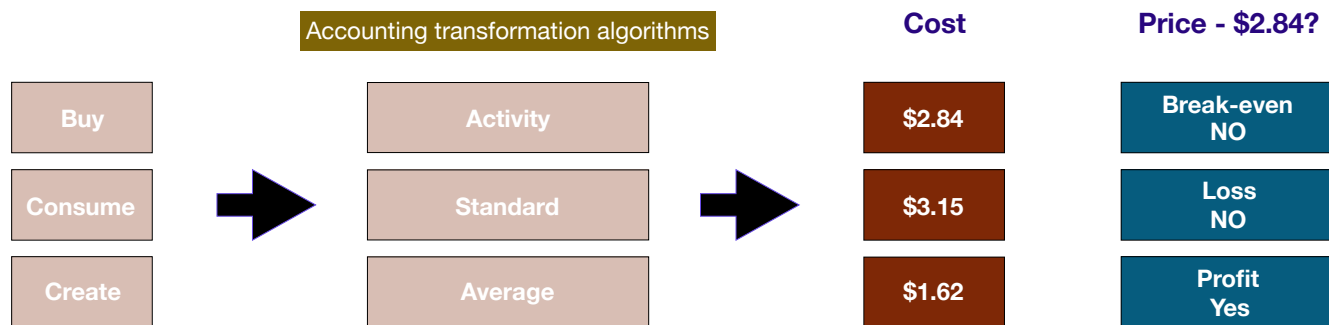 Accounting transformation algorithms
Cost
Price - $2.84?
Buy
Activity
$2.84
Break-even
NO
Consume
Standard
$3.15
Loss
NO
Create
Average
$1.62
Profit
Yes